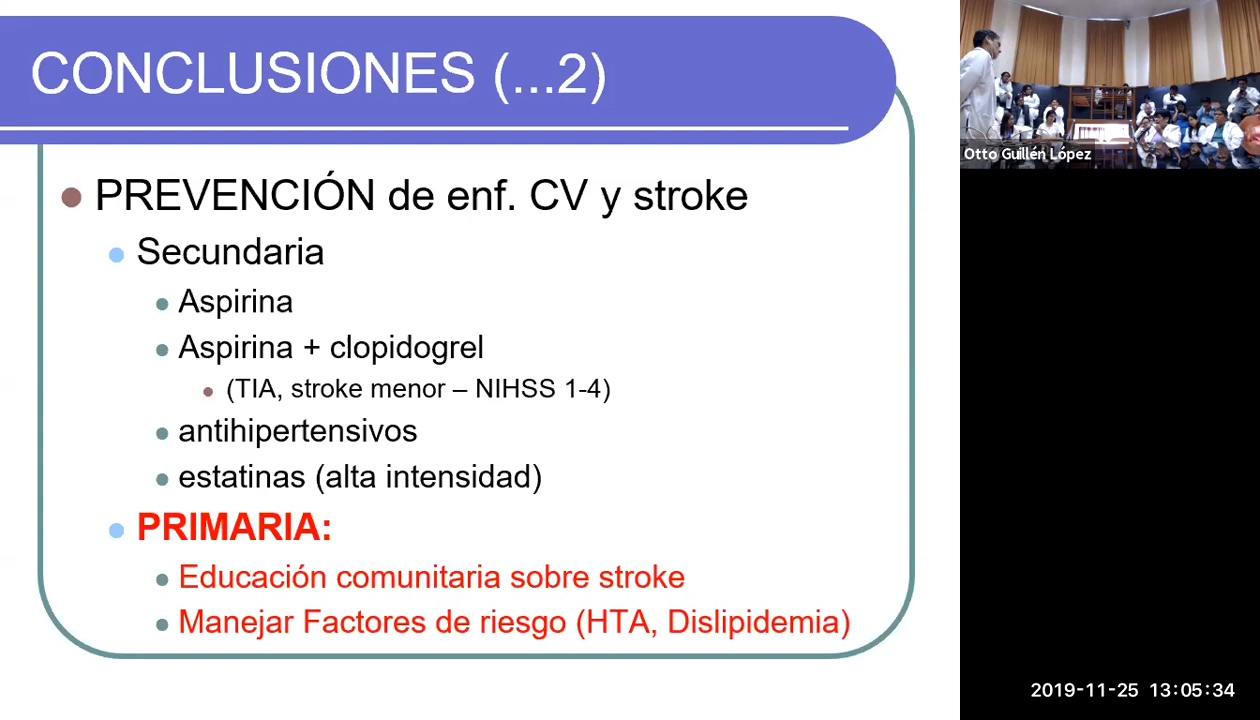 CONCLUSIONES (...2)
PREVENCIÓN de enf. CV y stroke
Secundaria
Aspirina
Aspirina + clopidogrel
(TIA, stroke menor – NIHSS 1-4)
antihipertensivos
estatinas (alta intensidad)
PRIMARIA:
Educación comunitaria sobre stroke
Manejar Factores de riesgo (HTA, Dislipidemia)
Otto Guillén López
2019-11-25 13:05:34